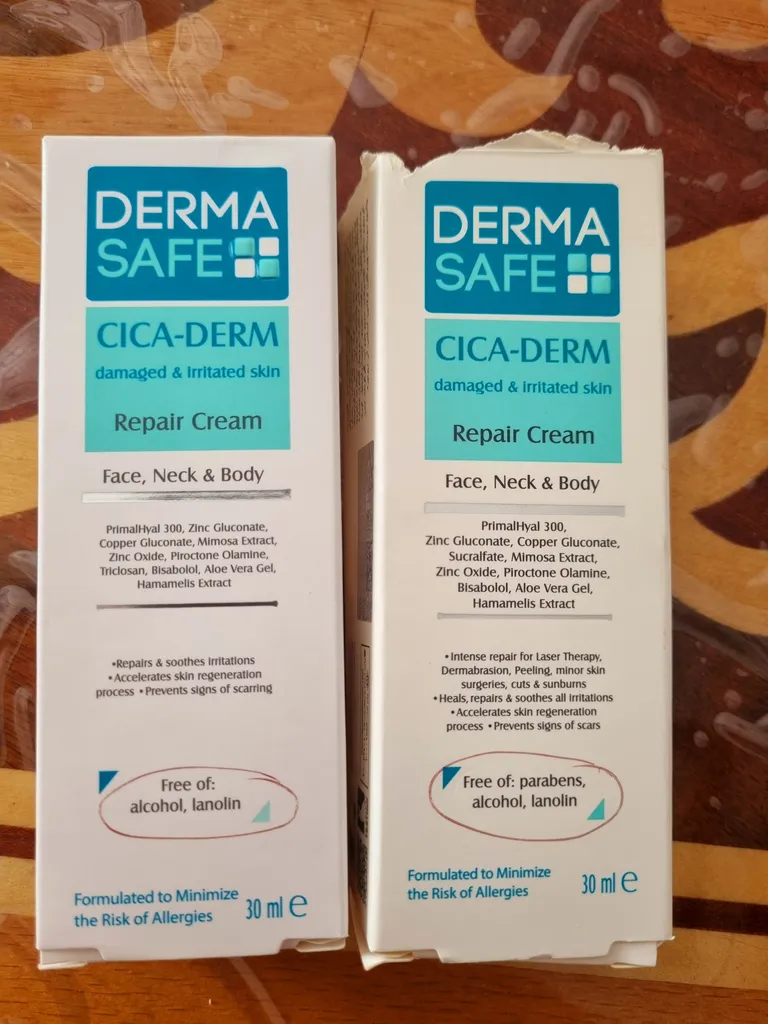 DERMA
SAFE
CICA-DERM
damaged & irritated skin
Repair Cream
Face, Neck & Body
PrimalHyal 300, Zinc Gluconate,
Copper Gluconate, Mimosa Extract,
Zinc Oxide, Piroctone Olamine,
Triclosan, Bisabolol, Aloe Vera Gel,
Hamamelis Extract
•Repairs & soothes irritations
•Accelerates skin regeneration
process •Prevents signs of scarring
Free of:
alcohol, lanolin
Formulated to Minimize
the Risk of Allergies
30 ml ℮
DERMA
SAFE
CICA-DERM
damaged & irritated skin
Repair Cream
Face, Neck & Body
PrimalHyal 300,
Zinc Gluconate, Copper Gluconate,
Sucralfate, Mimosa Extract,
Zinc Oxide, Piroctone Olamine,
Bisabolol, Aloe Vera Gel,
Hamamelis Extract
•Intense repair for Laser Therapy,
Dermabrasion, Peeling, minor skin
surgeries, cuts & sunburns
•Heals, repairs & soothes all irritations
•Accelerates skin regeneration
process •Prevents signs of scars
Free of: parabens,
alcohol, lanolin
Formulated to Minimize
the Risk of Allergies
30 ml ℮